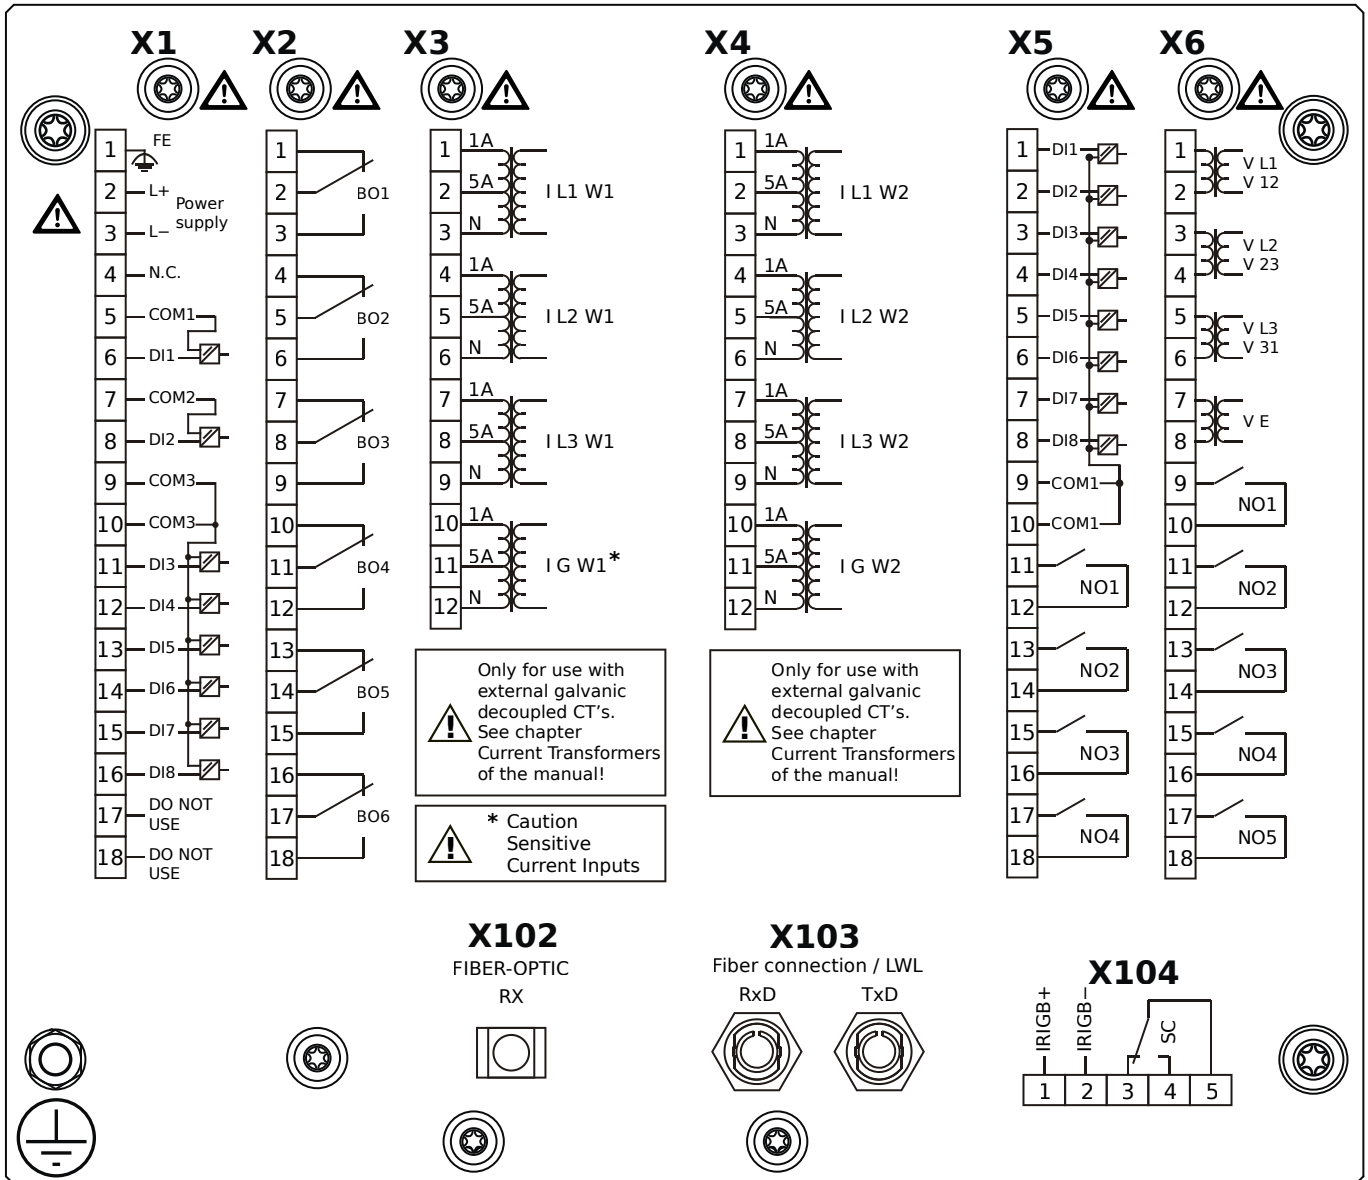 X1
1
FE
2
L+
Power
supply
3
L−
4
N.C.
5
COM1
6
DI1
7
COM2
8
DI2
9
COM3
10
COM3
11
DI3
12
DI4
13
DI5
14
DI6
15
DI7
16
DI8
17
DO NOT
USE
18
DO NOT
USE
X2
1
2
BO1
3
4
5
BO2
6
7
8
BO3
9
10
11
BO4
12
13
14
BO5
15
16
17
BO6
18
X3
1
1A
2
5A
I L1 W1
3
N
4
1A
5
5A
I L2 W1
6
N
7
1A
8
5A
I L3 W1
9
N
10
1A
11
5A
I G W1*
12
N
Only for use with
external galvanic
decoupled CT's.
See chapter
Current Transformers
of the manual!
* Caution
Sensitive
Current Inputs
X4
1
1A
2
5A
I L1 W2
3
N
4
1A
5
5A
I L2 W2
6
N
7
1A
8
5A
I L3 W2
9
N
10
1A
11
5A
I G W2
12
N
Only for use with
external galvanic
decoupled CT's.
See chapter
Current Transformers
of the manual!
X5
1
DI1
2
DI2
3
DI3
4
DI4
5
DI5
6
DI6
7
DI7
8
DI8
9
COM1
10
COM1
11
NO1
12
13
NO2
14
15
NO3
16
17
NO4
18
X6
1
V L1
V 12
2
3
V L2
V 23
4
5
V L3
V 31
6
7
V E
8
9
NO1
10
11
NO2
12
13
NO3
14
15
NO4
16
17
NO5
18
X102
FIBER-OPTIC
RX
X103
Fiber connection / LWL
RxD TxD
X104
IRIGB+
IRIGB−
SC
1 2 3 4 5